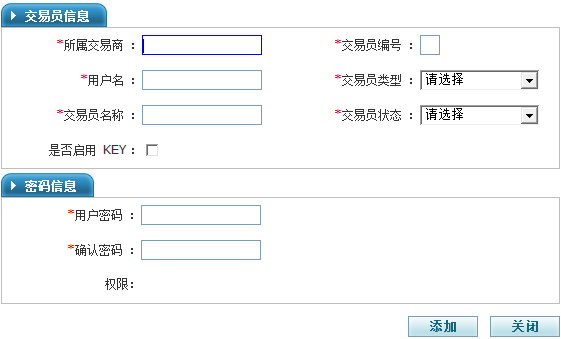 交易员信息
*所属交易商 : *交易员编号 :
*用户名 : *交易员类型 : 请选择
*交易员名称 : *交易员状态 : 请选择
是否启用 KEY :
密码信息
*用户密码 :
*确认密码 :
权限:
添加 关闭